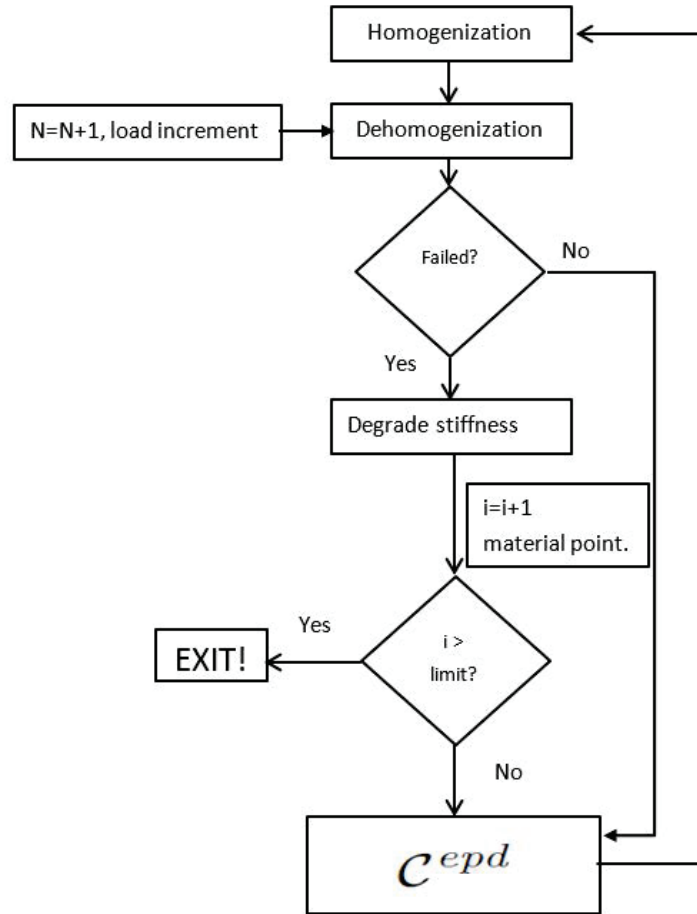 Homogenization
N=N+1, load increment
Dehomogenization
Failed?
No
Yes
Degrade stiffness
i=i+1
material point.
Yes
EXIT!
i >
limit?
No
𝒞^{epd}